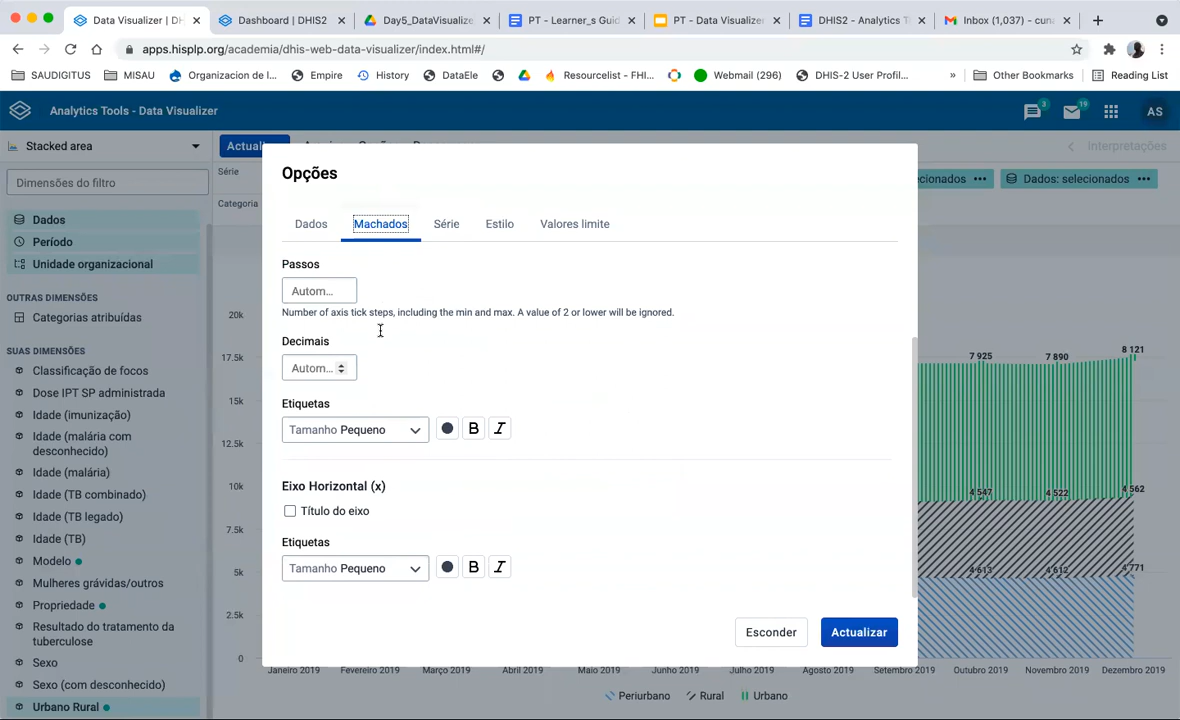 Data Visualizer | DH
Dashboard | DHIS2
Day5_DataVisualize
PT - Learner_s Guid
PT - Data Visualizer
DHIS2 - Analytics T
Inbox (1,037) - cuna
apps.hisplp.org/academia/dhis-web-data-visualizer/index.html#/
SAUDIGITUS
MISAU
Organizacion de l...
Empire
History
DataEle
Resourcelist - FHI...
Webmail (296)
DHIS-2 User Profil...
»
Other Bookmarks
Reading List
Analytics Tools - Data Visualizer
3
19
AS
Stacked area
Interpretações
Dimensões do filtro
Série
Dados: selecionados
Categoria
Dados
Período
Unidade organizacional
OUTRAS DIMENSÕES
Categorias atribuídas
SUAS DIMENSÕES
Classificação de focos
Dose IPT SP administrada
Idade (imunização)
Idade (malária com
desconhecido)
Idade (malária)
Idade (TB combinado)
Idade (TB legado)
Idade (TB)
Modelo
Mulheres grávidas/outros
Propriedade
Resultado do tratamento da
tuberculose
Sexo
Sexo (com desconhecido)
Urbano Rural
Opções
Dados
Machados
Série
Estilo
Valores limite
Passos
Autom...
Number of axis tick steps, including the min and max. A value of 2 or lower will be ignored.
Decimais
Autom...
Etiquetas
Tamanho Pequeno
B
I
Eixo Horizontal (x)
Título do eixo
Etiquetas
Tamanho Pequeno
B
I
Esconder
Actualizar
20k
17.5k
15k
12.5k
10k
7.5k
5k
2.5k
0
7 925
7 890
8 121
4 547
4 522
4 562
4 613
4 612
4 771
Janeiro 2019
Fevereiro 2019
Março 2019
Abril 2019
Maio 2019
Junho 2019
Julho 2019
Agosto 2019
Setembro 2019
Outubro 2019
Novembro 2019
Dezembro 2019
Periurbano
Rural
Urbano